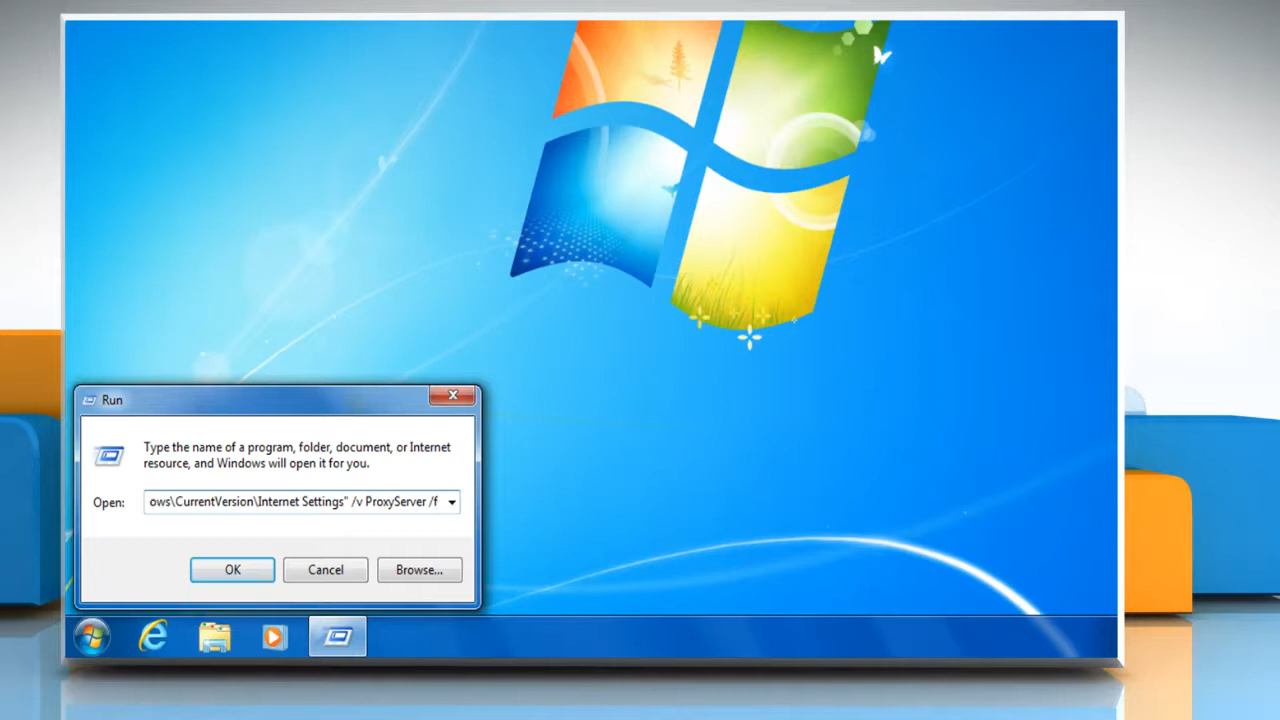 Run
Type the name of a program, folder, document, or Internet
resource, and Windows will open it for you.
Open: ows\CurrentVersion\Internet Settings" /v ProxyServer /f
OK Cancel Browse...